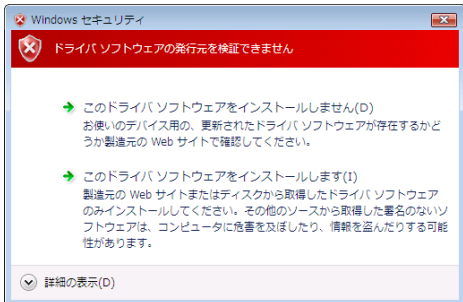 Windows セキュリティ
ドライバ ソフトウェアの発行元を検証できません
このドライバ ソフトウェアをインストールしません(D)
お使いのデバイス用の、更新されたドライバ ソフトウェアが存在するかど
うか製造元の Web サイトで確認してください。
このドライバ ソフトウェアをインストールします(I)
製造元の Web サイトまたはディスクから取得したドライバ ソフトウェア
のみインストールしてください。その他のソースから取得した署名のないソ
フトウェアは、コンピュータに危害を及ぼしたり、情報を盗んだりする可能
性があります。
詳細の表示(D)